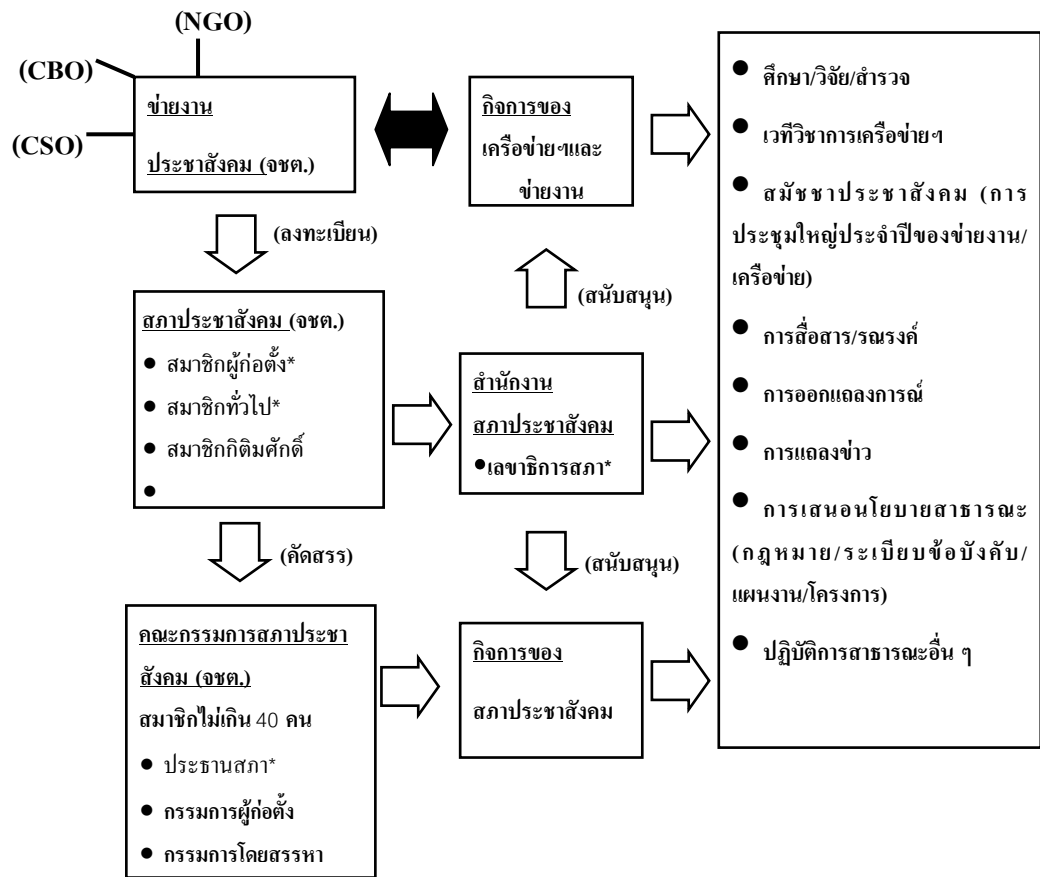 (NGO)
(CBO)
(CSO)
ข่ายงาน
ประชาสังคม (จชต.)
กิจการของ
เครือข่ายฯและ
ข่ายงาน
(ลงทะเบียน)
(สนับสนุน)
สภาประชาสังคม (จชต.)
● สมาชิกผู้ก่อตั้ง*
● สมาชิกทั่วไป*
● สมาชิกกิติมศักดิ์
●
สำนักงาน
สภาประชาสังคม
●เลขาธิการสภา*
(คัดสรร)
(สนับสนุน)
คณะกรรมการสภาประชา
สังคม (จชต.)
สมาชิกไม่เกิน 40 คน
● ประธานสภา*
● กรรมการผู้ก่อตั้ง
● กรรมการโดยสรรหา
กิจการของ
สภาประชาสังคม
● ศึกษา/วิจัย/สำรวจ
● เวทีวิชาการเครือข่ายฯ
● สมัชชาประชาสังคม (การ
ประชุมใหญ่ประจำปีของข่ายงาน/
เครือข่าย)
● การสื่อสาร/รณรงค์
● การออกแถลงการณ์
● การแถลงข่าว
● การเสนอนโยบายสาธารณะ
(กฎหมาย/ระเบียบข้อบังคับ/
แผนงาน/โครงการ)
● ปฏิบัติการสาธารณะอื่น ๆ